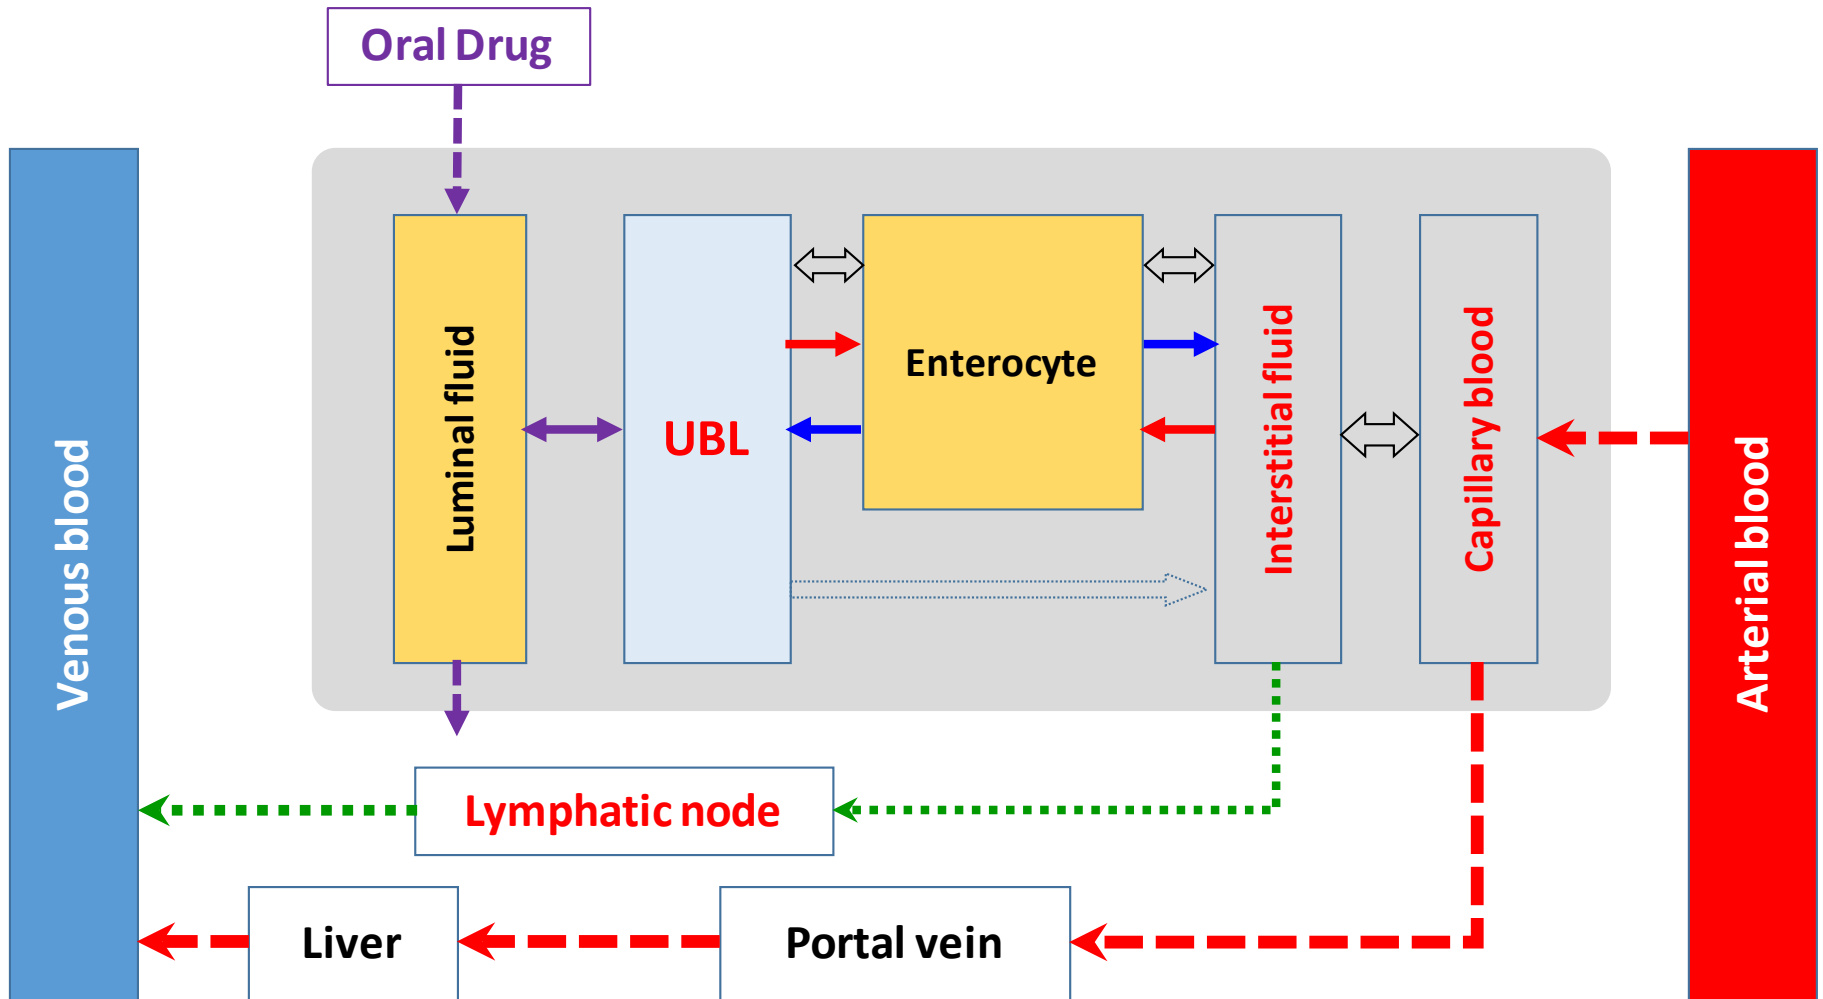 Oral Drug
Venous blood
Luminal fluid
UBL
Enterocyte
Interstitial fluid
Capillary blood
Arterial blood
Lymphatic node
Liver
Portal vein